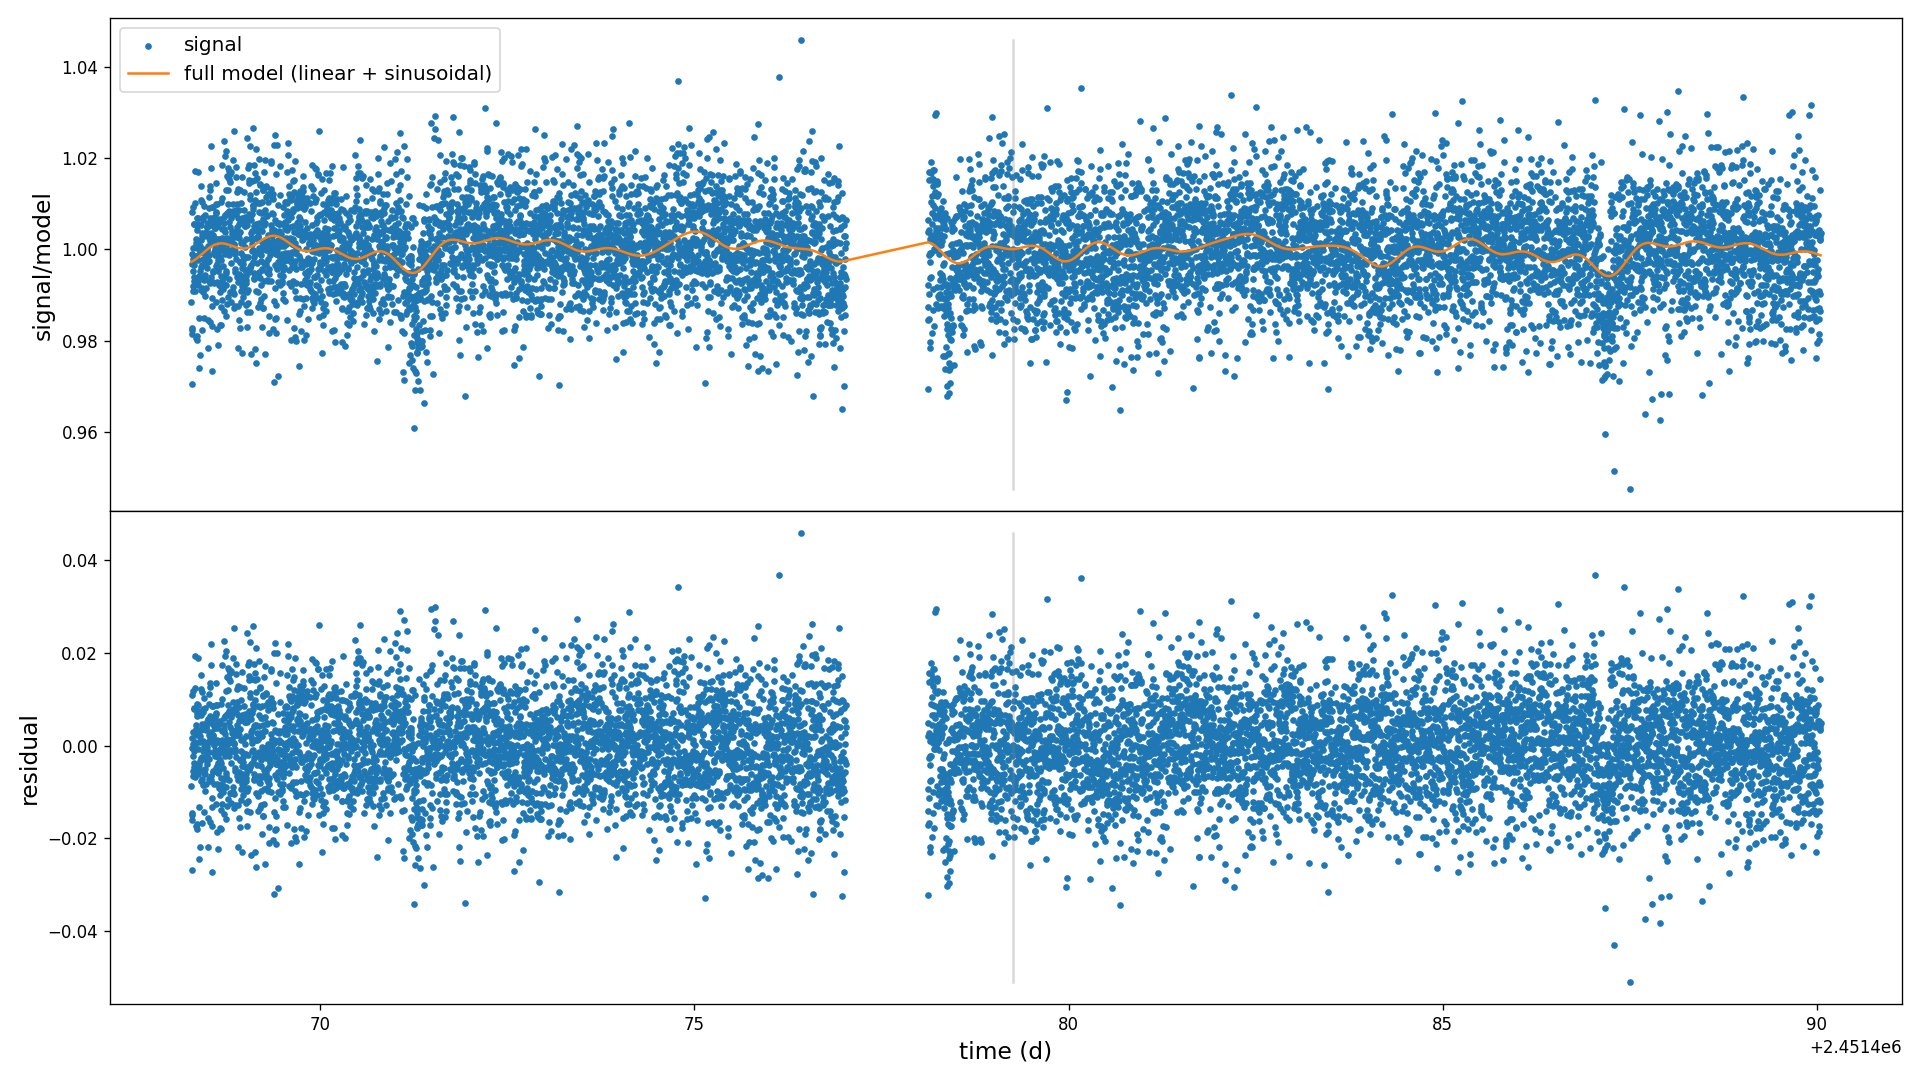 signal
full model (linear + sinusoidal)
signal/model
1.04
1.02
1.00
0.98
0.96
residual
0.04
0.02
0.00
−0.02
−0.04
70
75
80
85
90
time (d)
+2.4514e6